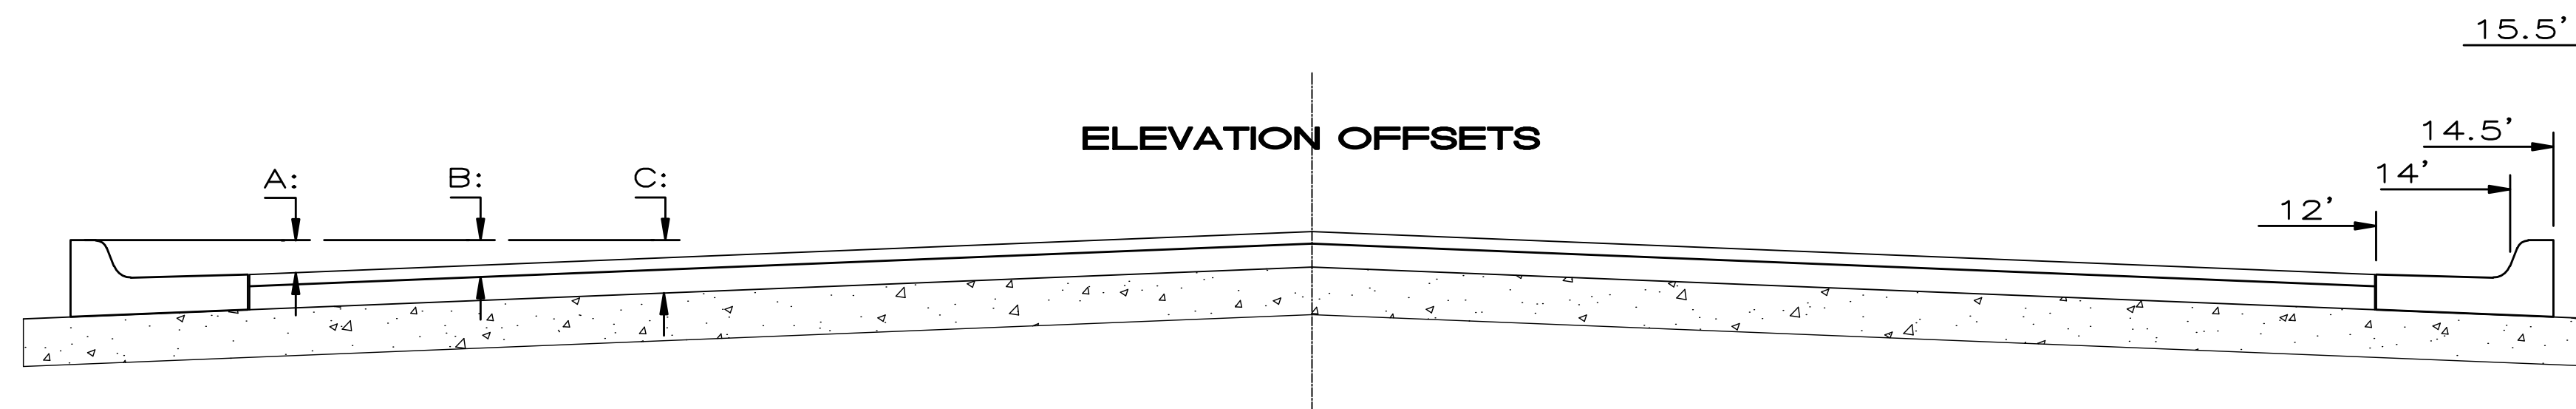 15.5'
ELEVATION OFFSETS
14.5'
14'
A: B: C:
12'